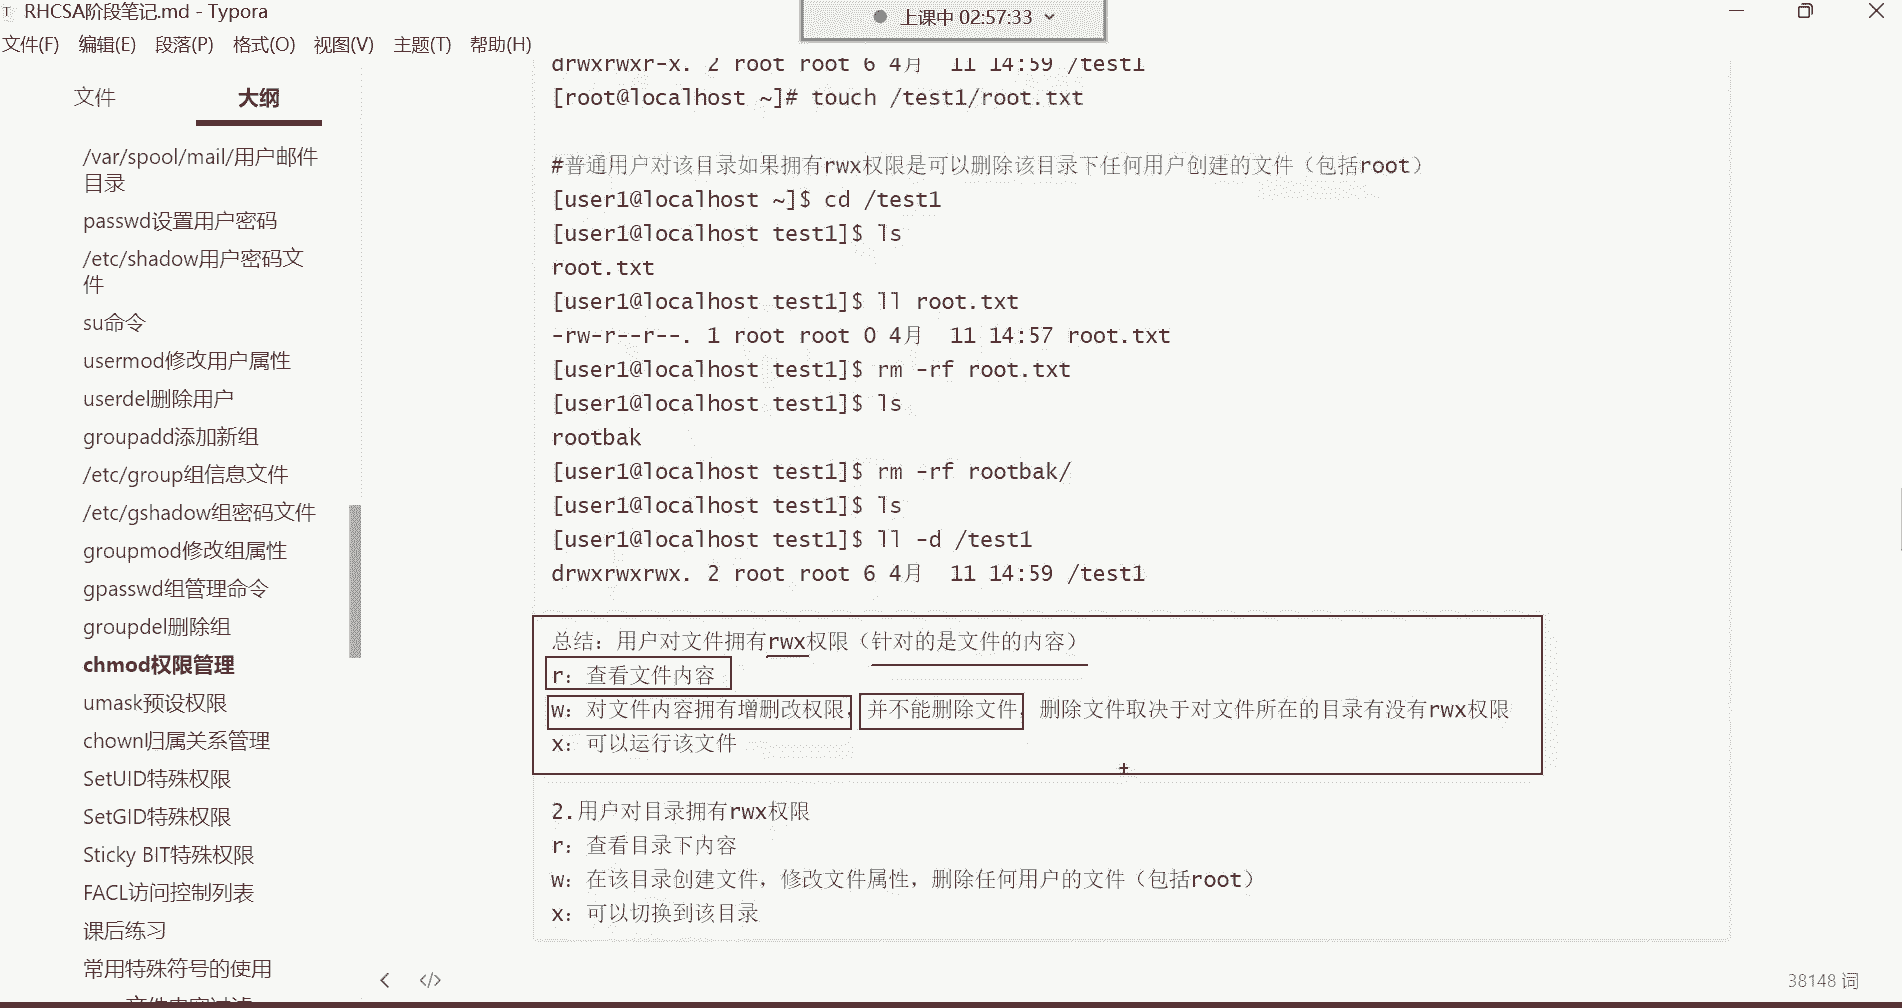 RHCSA阶段笔记.md - Typora
上课中 02:57:33
文件(F) 编辑(E) 段落(P) 格式(O) 视图(V) 主题(T) 帮助(H)
文件 大纲
/var/spool/mail/用户邮件
目录
passwd设置用户密码
/etc/shadow用户密码文
件
su命令
usermod修改用户属性
userdel删除用户
groupadd添加新组
/etc/group组信息文件
/etc/gshadow组密码文件
groupmod修改组属性
gpasswd组管理命令
groupdel删除组
chmod权限管理
umask预设权限
chownl归属关系管理
SetUID特殊权限
SetGID特殊权限
Sticky BIT特殊权限
FACL访问控制列表
课后练习
常用特殊符号的使用
drwxrwxr-x. 2 root root 6 4月  11 14:59 /test1
[root@localhost ~]# touch /test1/root.txt
#普通用户对该目录如果拥有rwx权限是可以删除该目录下任何用户创建的文件（包括root）
[user1@localhost ~]$ cd /test1
[user1@localhost test1]$ ls
root.txt
[user1@localhost test1]$ ll root.txt
-rw-r--r--. 1 root root 0 4月  11 14:57 root.txt
[user1@localhost test1]$ rm -rf root.txt
[user1@localhost test1]$ ls
rootbak
[user1@localhost test1]$ rm -rf rootbak/
[user1@localhost test1]$ ls
[user1@localhost test1]$ ll -d /test1
drwxrwxrwx. 2 root root 6 4月  11 14:59 /test1
总结：用户对文件拥有rwx权限（针对的是文件的内容）
r：查看文件内容
w：对文件内容拥有增删改权限，并不能删除文件，删除文件取决于对文件所在的目录有没有rwx权限
x：可以运行该文件
2.用户对目录拥有rwx权限
r：查看目录下内容
w：在该目录创建文件，修改文件属性，删除任何用户的文件（包括root）
x：可以切换到该目录
38148 词